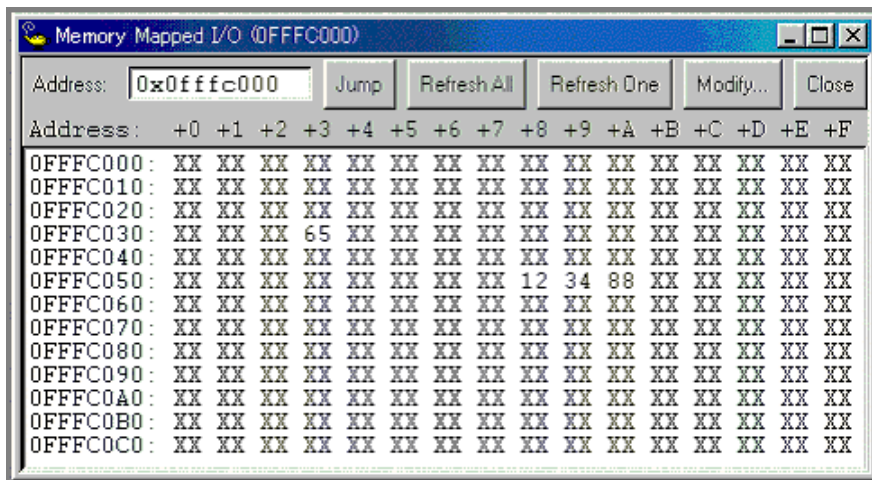 Memory Mapped I/O (0FFFC000)
Address: 0x0fffc000 Jump Refresh All Refresh One Modify... Close
Address: +0 +1 +2 +3 +4 +5 +6 +7 +8 +9 +A +B +C +D +E +F
0FFFC000: XX XX XX XX XX XX XX XX XX XX XX XX XX XX XX XX
0FFFC010: XX XX XX XX XX XX XX XX XX XX XX XX XX XX XX XX
0FFFC020: XX XX XX XX XX XX XX XX XX XX XX XX XX XX XX XX
0FFFC030: XX XX XX 65 XX XX XX XX XX XX XX XX XX XX XX XX
0FFFC040: XX XX XX XX XX XX XX XX XX XX XX XX XX XX XX XX
0FFFC050: XX XX XX XX XX XX XX XX 12 34 88 XX XX XX XX XX
0FFFC060: XX XX XX XX XX XX XX XX XX XX XX XX XX XX XX XX
0FFFC070: XX XX XX XX XX XX XX XX XX XX XX XX XX XX XX XX
0FFFC080: XX XX XX XX XX XX XX XX XX XX XX XX XX XX XX XX
0FFFC090: XX XX XX XX XX XX XX XX XX XX XX XX XX XX XX XX
0FFFC0A0: XX XX XX XX XX XX XX XX XX XX XX XX XX XX XX XX
0FFFC0B0: XX XX XX XX XX XX XX XX XX XX XX XX XX XX XX XX
0FFFC0C0: XX XX XX XX XX XX XX XX XX XX XX XX XX XX XX XX